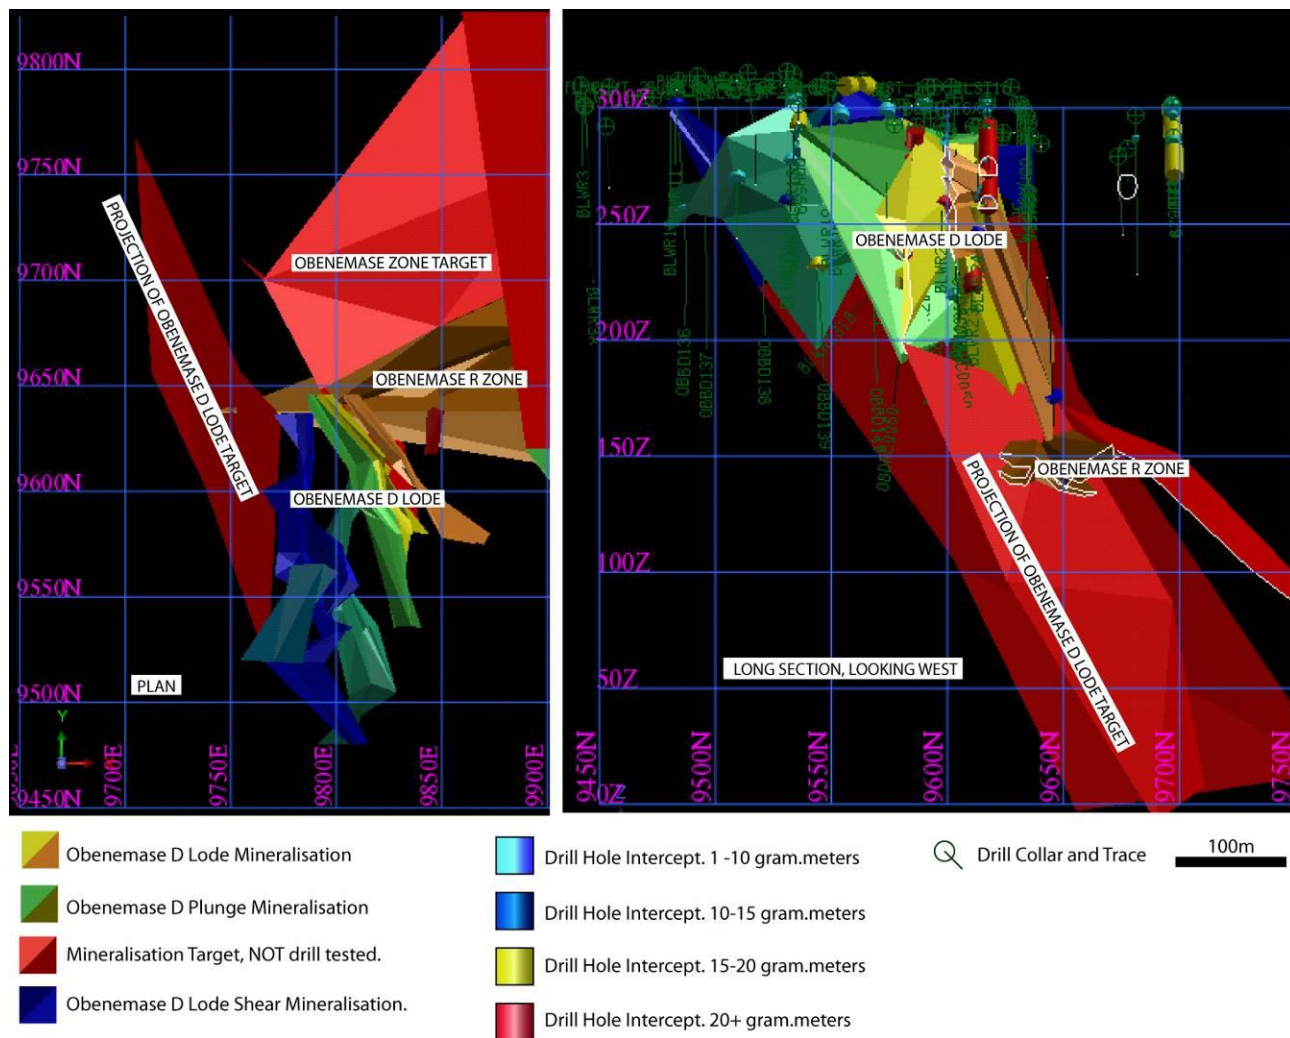 9800N
9750N
9700N
9650N
9600N
9550N
9500N
9450N
PROJECTION OF OBENEMASE D LODE TARGET
OBENEMASE ZONE TARGET
OBENEMASE R ZONE
OBENEMASE D LODE
PLAN
Y
9700E
9750E
9800E
9850E
9900E
300Z
250Z
200Z
150Z
100Z
50Z
0Z
BLWR3
BLWR3A
OBBD136
OBBD137
OBBD138
OBBD139
OBENEMASE D LODE
OBENEMASE R ZONE
PROJECTION OF OBENEMASE D LODE TARGET
LONG SECTION, LOOKING WEST
9450N
9500N
9550N
9600N
9650N
9700N
9750N
Obenemase D Lode Mineralisation
Obenemase D Plunge Mineralisation
Mineralisation Target, NOT drill tested.
Obenemase D Lode Shear Mineralisation.
Drill Hole Intercept. 1 -10 gram.meters
Drill Hole Intercept. 10-15 gram.meters
Drill Hole Intercept. 15-20 gram.meters
Drill Hole Intercept. 20+ gram.meters
Drill Collar and Trace
100m